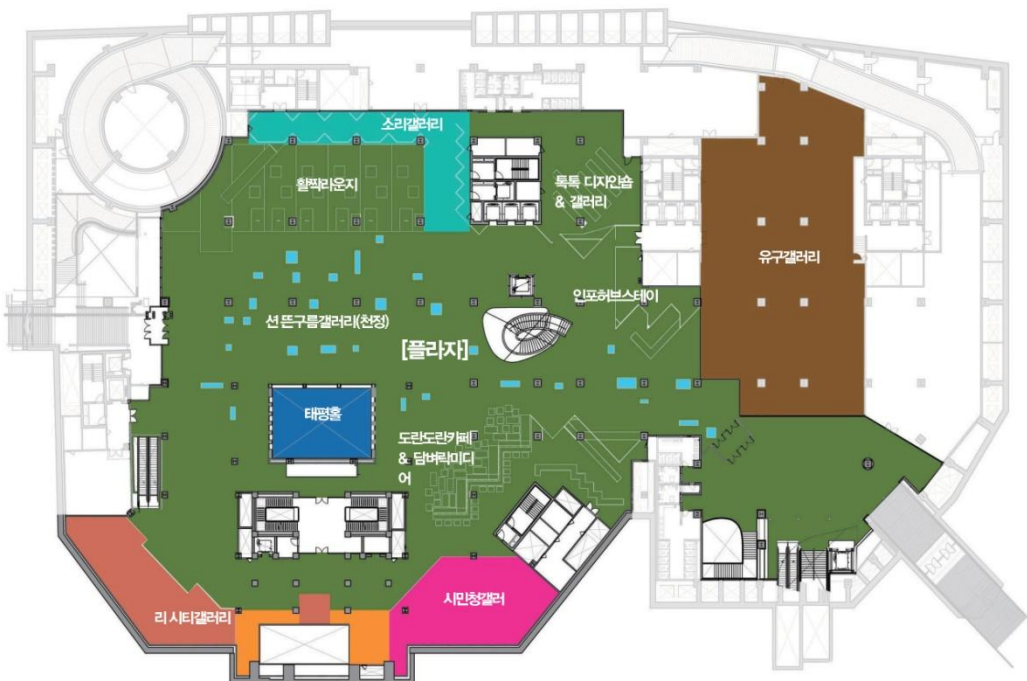 소리갤러리
활짝라운지
톡톡 디자인숍
& 갤러리
유구갤러리
인포허브스테이
션 뜬구름갤러리(천정)
[플라자]
태평홀
도란도란카페
& 담벼락미디
어
시민청갤러
리 시티갤러리